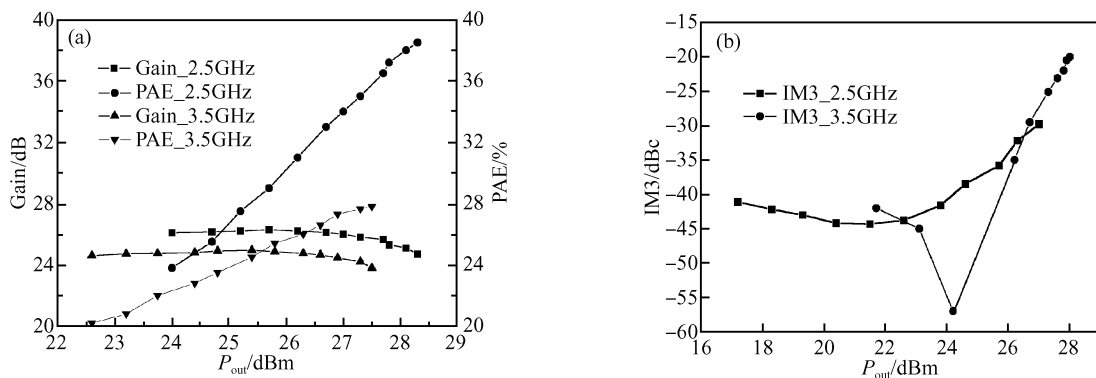 (a)
Gain_2.5GHz
PAE_2.5GHz
Gain_3.5GHz
PAE_3.5GHz
Gain/dB
40
36
32
28
24
20
PAE/%
40
36
32
28
24
20
22 23 24 25 26 27 28 29
Pout/dBm
(b)
IM3_2.5GHz
IM3_3.5GHz
IM3/dBc
−15
−20
−25
−30
−35
−40
−45
−50
−55
−60
16 18 20 22 24 26 28
Pout/dBm